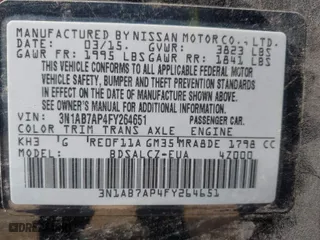 MANUFACTURED BY NISSAN MOTOR CO., LTD.
DATE: 03/15. GVWR: 3823 LBS
GAWR FR: 1995 LBS GAWR RR: 1841 LBS
THIS VEHICLE CONFORMS TO ALL APPLICABLE FEDERAL
MOTOR VEHICLE SAFETY, BUMPER, AND THEFT PREVENTION
STANDARDS IN EFFECT ON THE DATE OF MANUFACTURE
SHOWN ABOVE.
SEE OWNER'S MANUAL FOR ADDITIONAL INFORMATION
VIN: 3N1AB7AP4FY264651 PASSENGER CAR.
COLOR TRIM TRANS AXLE ENGINE
KH3 G RE0F11A GM35 MRA8DE 1798 CC
BDSALCZ-EUA 47000
3N1AB7AP4FY264651